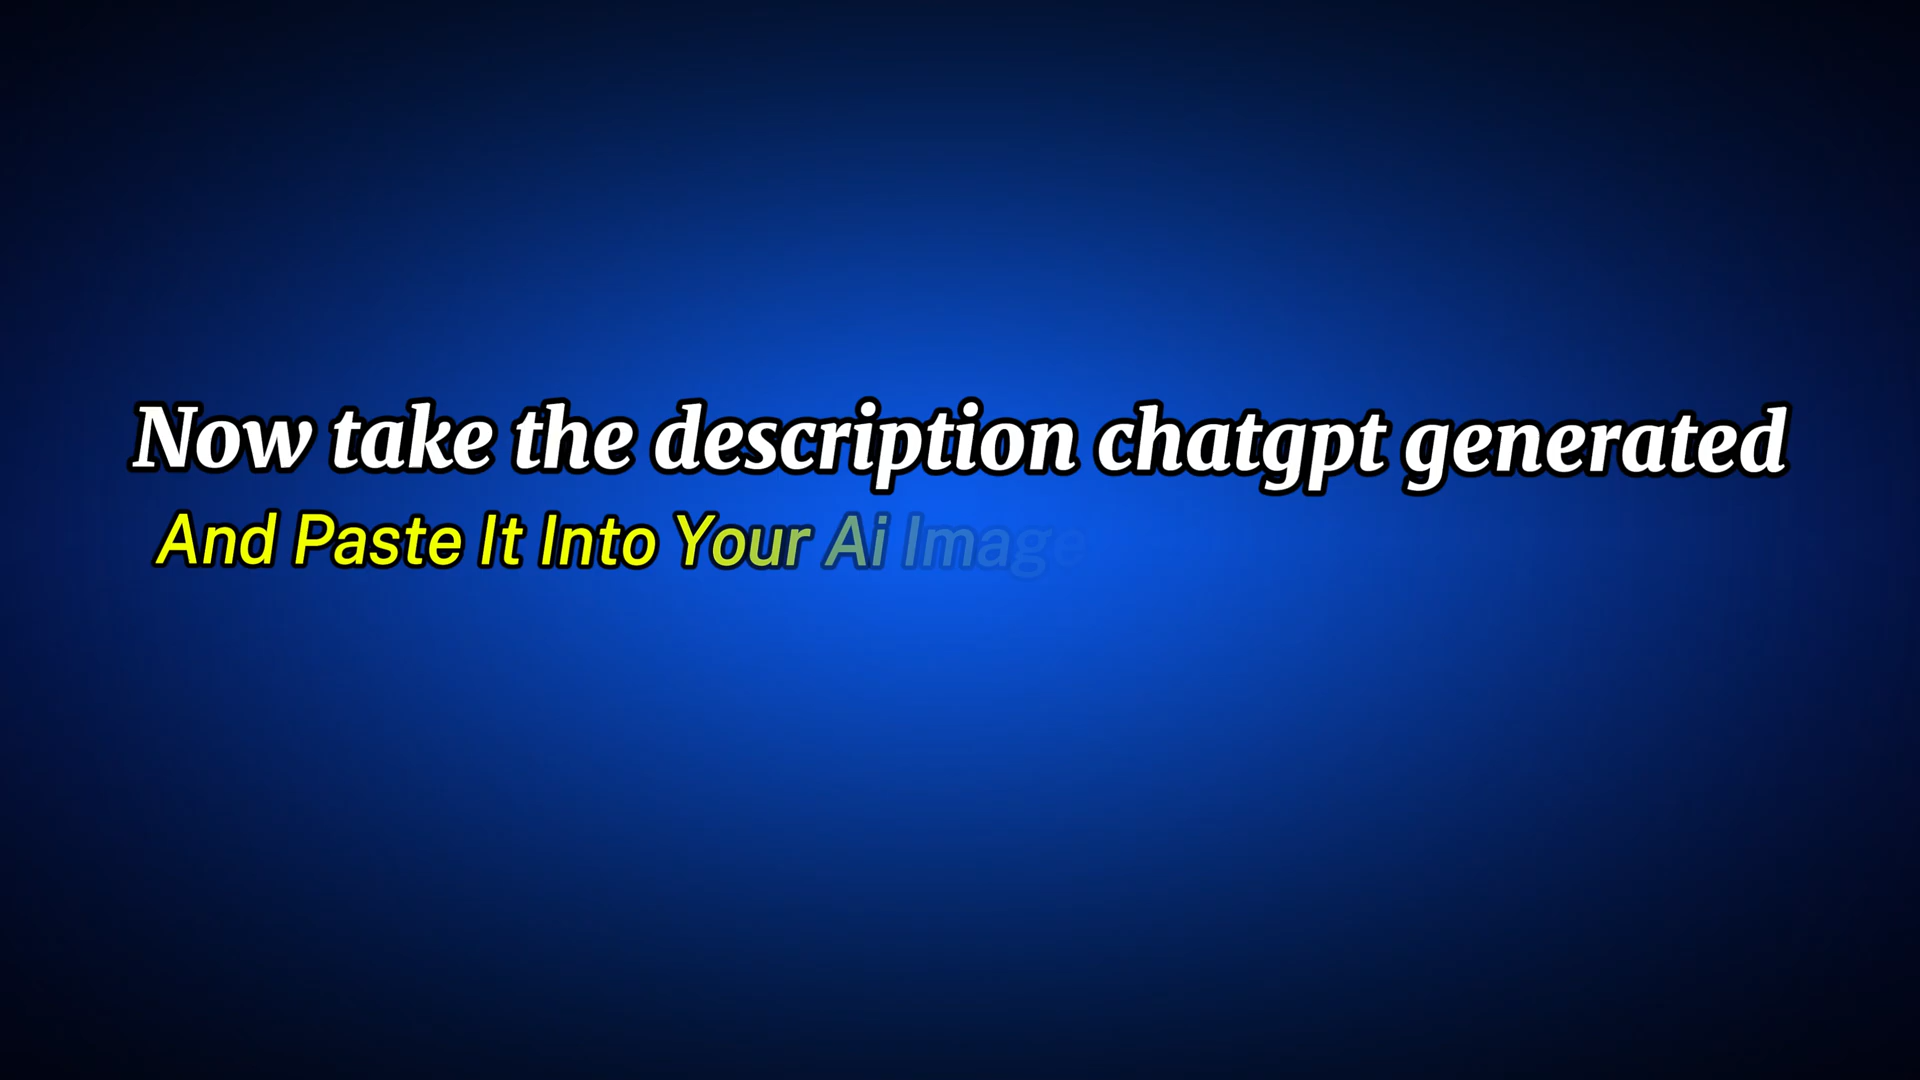 Now take the description chatgpt generated
And Paste It Into Your Ai Image